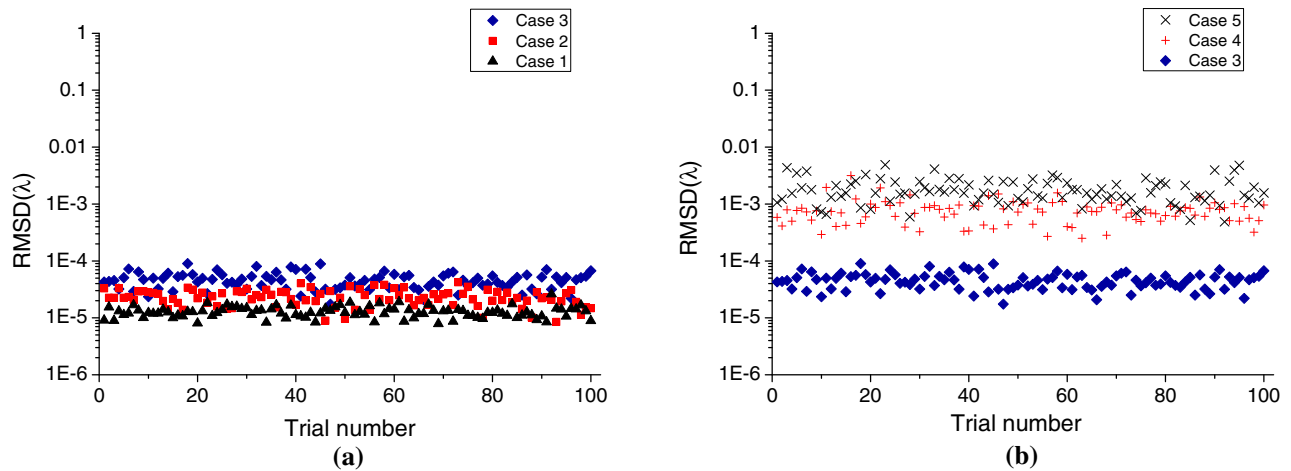 Case 3
Case 2
Case 1
1
0.1
0.01
1E-3
1E-4
1E-5
1E-6
RMSD(λ)
0
20
40
60
80
100
Trial number
(a)
Case 5
Case 4
Case 3
1
0.1
0.01
1E-3
1E-4
1E-5
1E-6
RMSD(λ)
0
20
40
60
80
100
Trial number
(b)